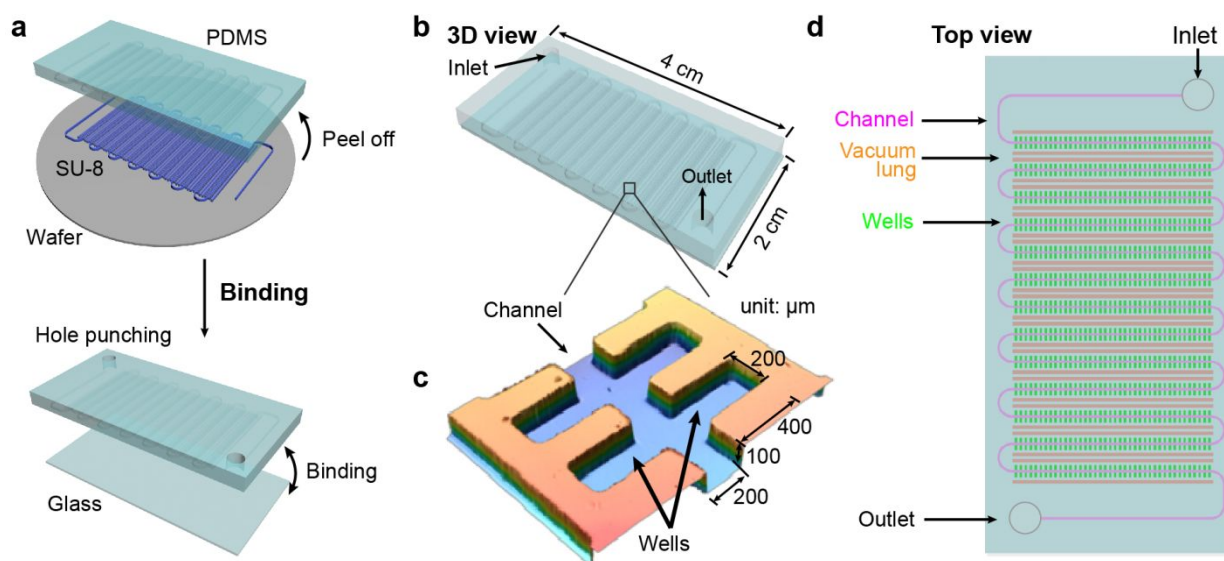 a
PDMS
Peel off
SU-8
Wafer
Binding
Hole punching
Binding
Glass
b
3D view
Inlet
4 cm
Outlet
2 cm
Channel
unit: µm
c
200
400
100
200
Wells
d
Top view
Inlet
Channel
Vacuum
lung
Wells
Outlet